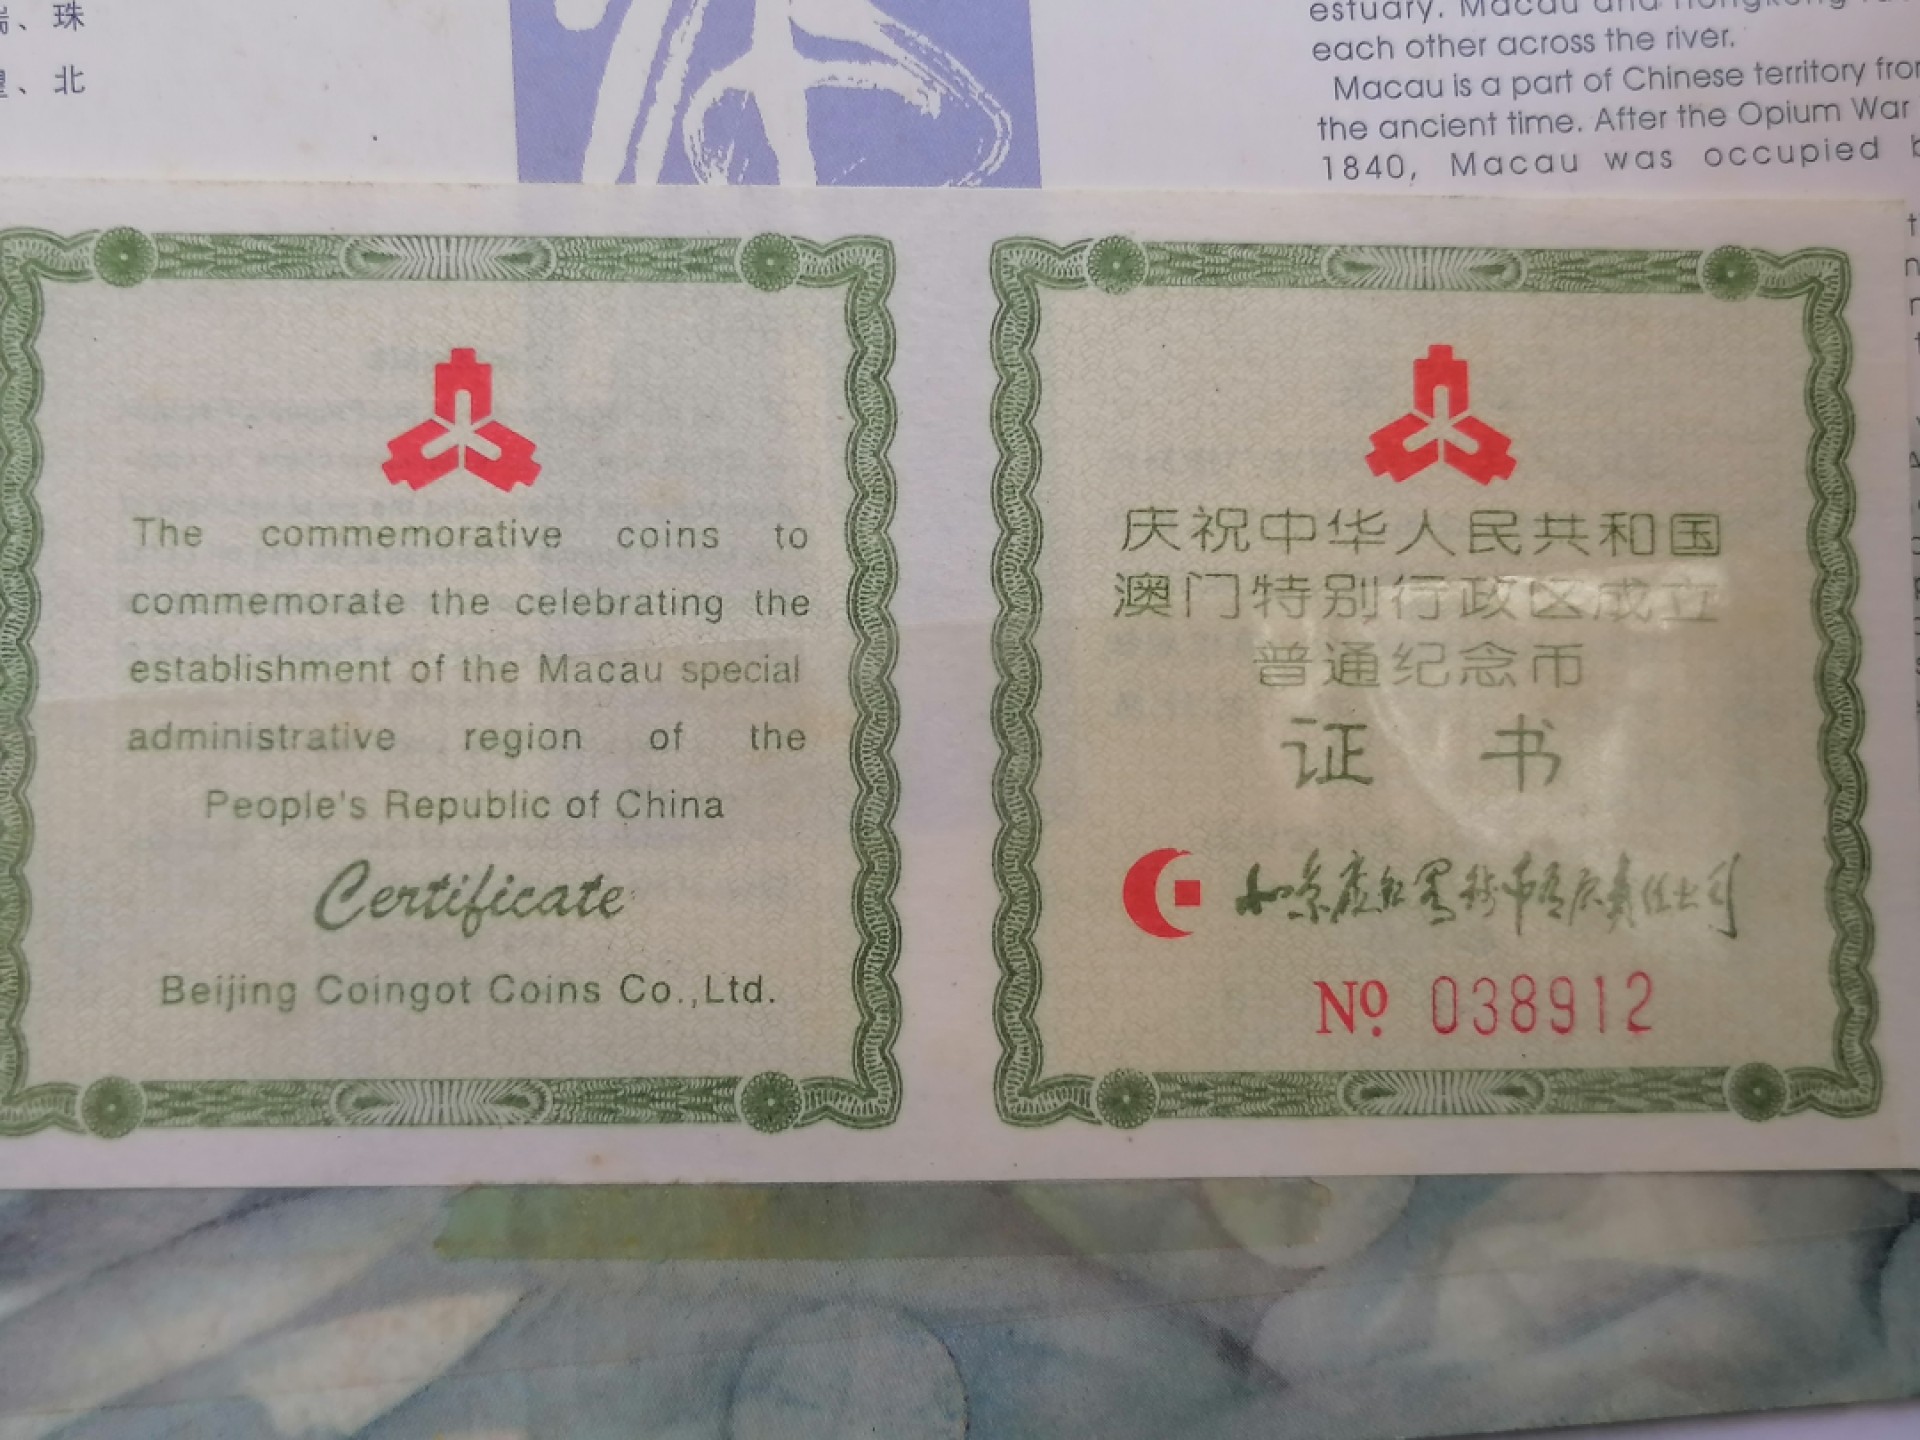 、珠
、北
each other across the river.
Macau is a part of Chinese territory
the ancient time. After the Opium War
1840, Macau was occupied
The commemorative coins to
commemorate the celebrating the
establishment of the Macau special
administrative region of the
People's Republic of China
Certificate
Beijing Coingot Coins Co.,Ltd.
庆祝中华人民共和国
澳门特别行政区成立
普通纪念币
证 书
No 038912